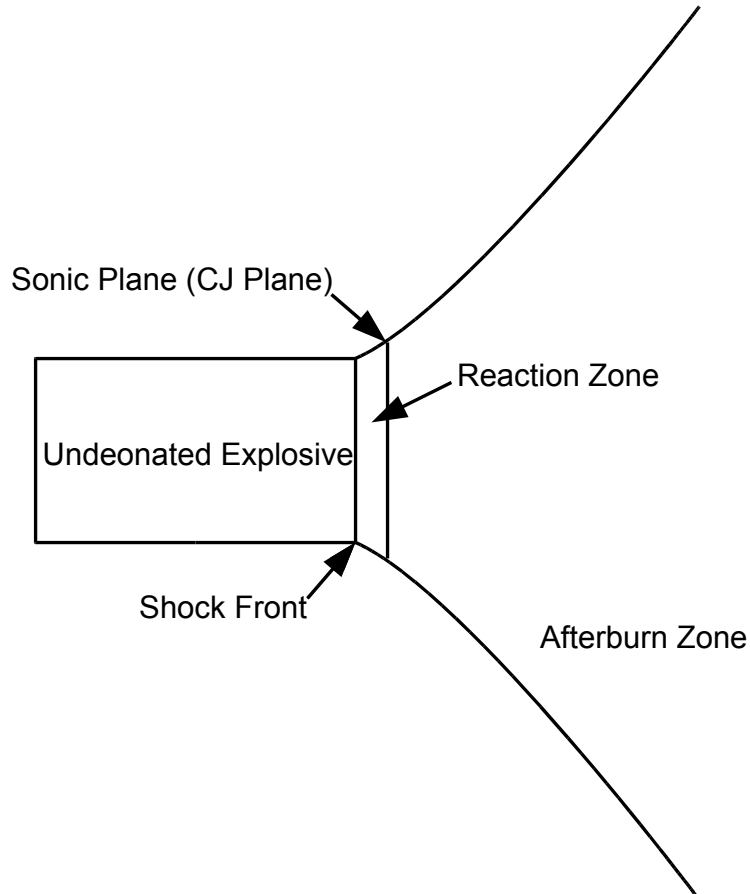 Sonic Plane (CJ Plane)
Reaction Zone
Undeonated Explosive
Shock Front
Afterburn Zone